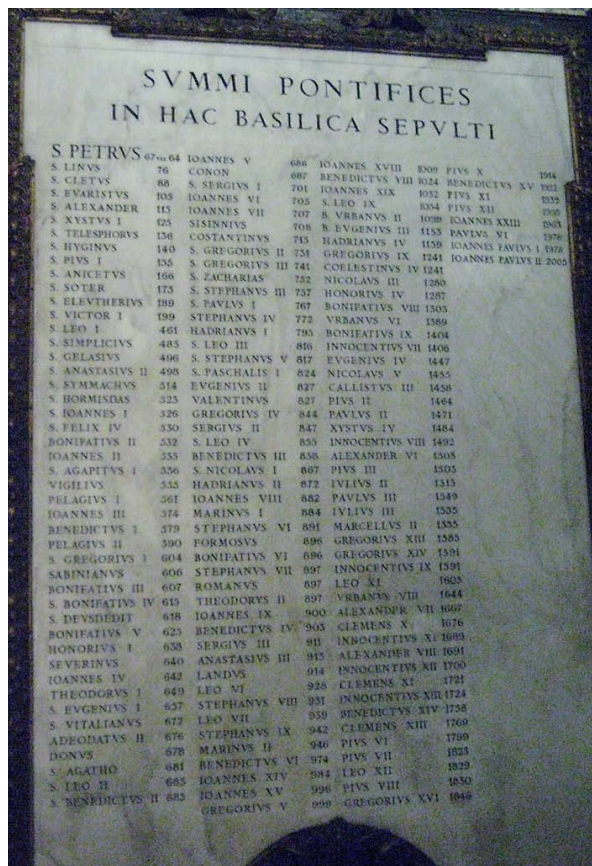 SVMMI PONTIFICES
IN HAC BASILICA SEPVLTI
S PETRVS 67 vel 64
S. LINVS 76
S. CLETVS 88
S. EVARISTVS 105
S. ALEXANDER 115
S. XYSTVS I 125
S. TELESPHORVS 136
S. HYGINVS 140
S. PIVS I 155
S. ANICETVS 166
S. SOTER 175
S. ELEVTHERIVS 189
S. VICTOR I 199
S. LEO I 461
S. SIMPLICIVS 483
S. GELASIVS 496
S. ANASTASIVS II 498
S. SYMMACHVS 514
S. HORMISDAS 523
S. IOANNES I 526
S. FELIX IV 530
BONIFATIVS II 532
IOANNES II 535
S. AGAPITVS I 536
VIGILIVS 555
PELAGIVS I 561
IOANNES III 574
BENEDICTVS I 579
PELAGIVS II 590
S. GREGORIVS I 604
SABINIANVS 606
BONIFATIVS III 607
S. BONIFATIVS IV 615
S. DEVSDEDIT 618
BONIFATIVS V 625
HONORIVS I 638
SEVERINVS 640
IOANNES IV 642
THEODORVS I 649
S. EVGENIVS I 657
S. VITALIANVS 672
ADEODATVS II 676
DONVS 678
S. AGATHO 681
S. LEO II 683
S. BENEDICTVS II 685
IOANNES V 686
CONON 687
S. SERGIVS I 701
IOANNES VI 705
IOANNES VII 707
SISINNIVS 708
COSTANTINVS 715
S. GREGORIVS II 731
S. GREGORIVS III 741
S. ZACHARIAS 752
S. STEPHANVS III 757
S. PAVLVS I 767
STEPHANVS IV 772
HADRIANVS I 795
S. LEO III 816
S. STEPHANVS V 817
S. PASCHALIS I 824
EVGENIVS II 827
VALENTINVS 827
GREGORIVS IV 844
SERGIVS II 847
S. LEO IV 855
BENEDICTVS III 858
S. NICOLAVS I 867
HADRIANVS II 872
IOANNES VIII 882
MARINVS I 884
STEPHANVS VI 891
FORMOSVS 896
BONIFATIVS VI 896
STEPHANVS VII 897
ROMANVS 897
THEODORVS II 897
IOANNES IX 900
BENEDICTVS IV 903
SERGIVS III 911
ANASTASIVS III 913
LANDVS 914
LEO VI 928
STEPHANVS VIII 931
LEO VII 939
STEPHANVS IX 942
MARINVS II 946
BENEDICTVS VI 974
IOANNES XIV 984
IOANNES XV 996
GREGORIVS V 999
IOANNES XVIII 1009
BENEDICTVS VIII 1024
IOANNES XIX 1032
S. LEO IX 1054
B. VRBANVS II 1099
B. EVGENIVS III 1153
HADRIANVS IV 1159
GREGORIVS IX 1241
COELESTINVS IV 1241
NICOLAVS III 1280
HONORIVS IV 1287
BONIFATIVS VIII 1303
VRBANVS VI 1389
BONIFATIVS IX 1404
INNOCENTIVS VII 1406
EVGENIVS IV 1447
NICOLAVS V 1455
CALLISTVS III 1458
PIVS II 1464
PAVLVS II 1471
XYSTVS IV 1484
INNOCENTIVS VIII 1492
ALEXANDER VI 1503
PIVS III 1503
IVLIVS II 1513
PAVLVS III 1549
IVLIVS III 1555
MARCELLVS II 1555
GREGORIVS XIII 1585
GREGORIVS XIV 1591
INNOCENTIVS IX 1591
LEO XI 1605
VRBANVS VIII 1644
ALEXANDER VII 1667
CLEMENS X 1676
INNOCENTIVS XI 1689
ALEXANDER VIII 1691
INNOCENTIVS XII 1700
CLEMENS XI 1721
INNOCENTIVS XIII 1724
BENEDICTVS XIV 1758
CLEMENS XIII 1769
PIVS VI 1799
PIVS VII 1823
LEO XII 1829
PIVS VIII 1830
GREGORIVS XVI 1846
PIVS X 1914
BENEDICTVS XV 1922
PIVS XI 1939
PIVS XII 1958
IOANNES XXIII 1963
PAVLVS VI 1978
IOANNES PAVLVS I 1978
IOANNES PAVLVS II 2005